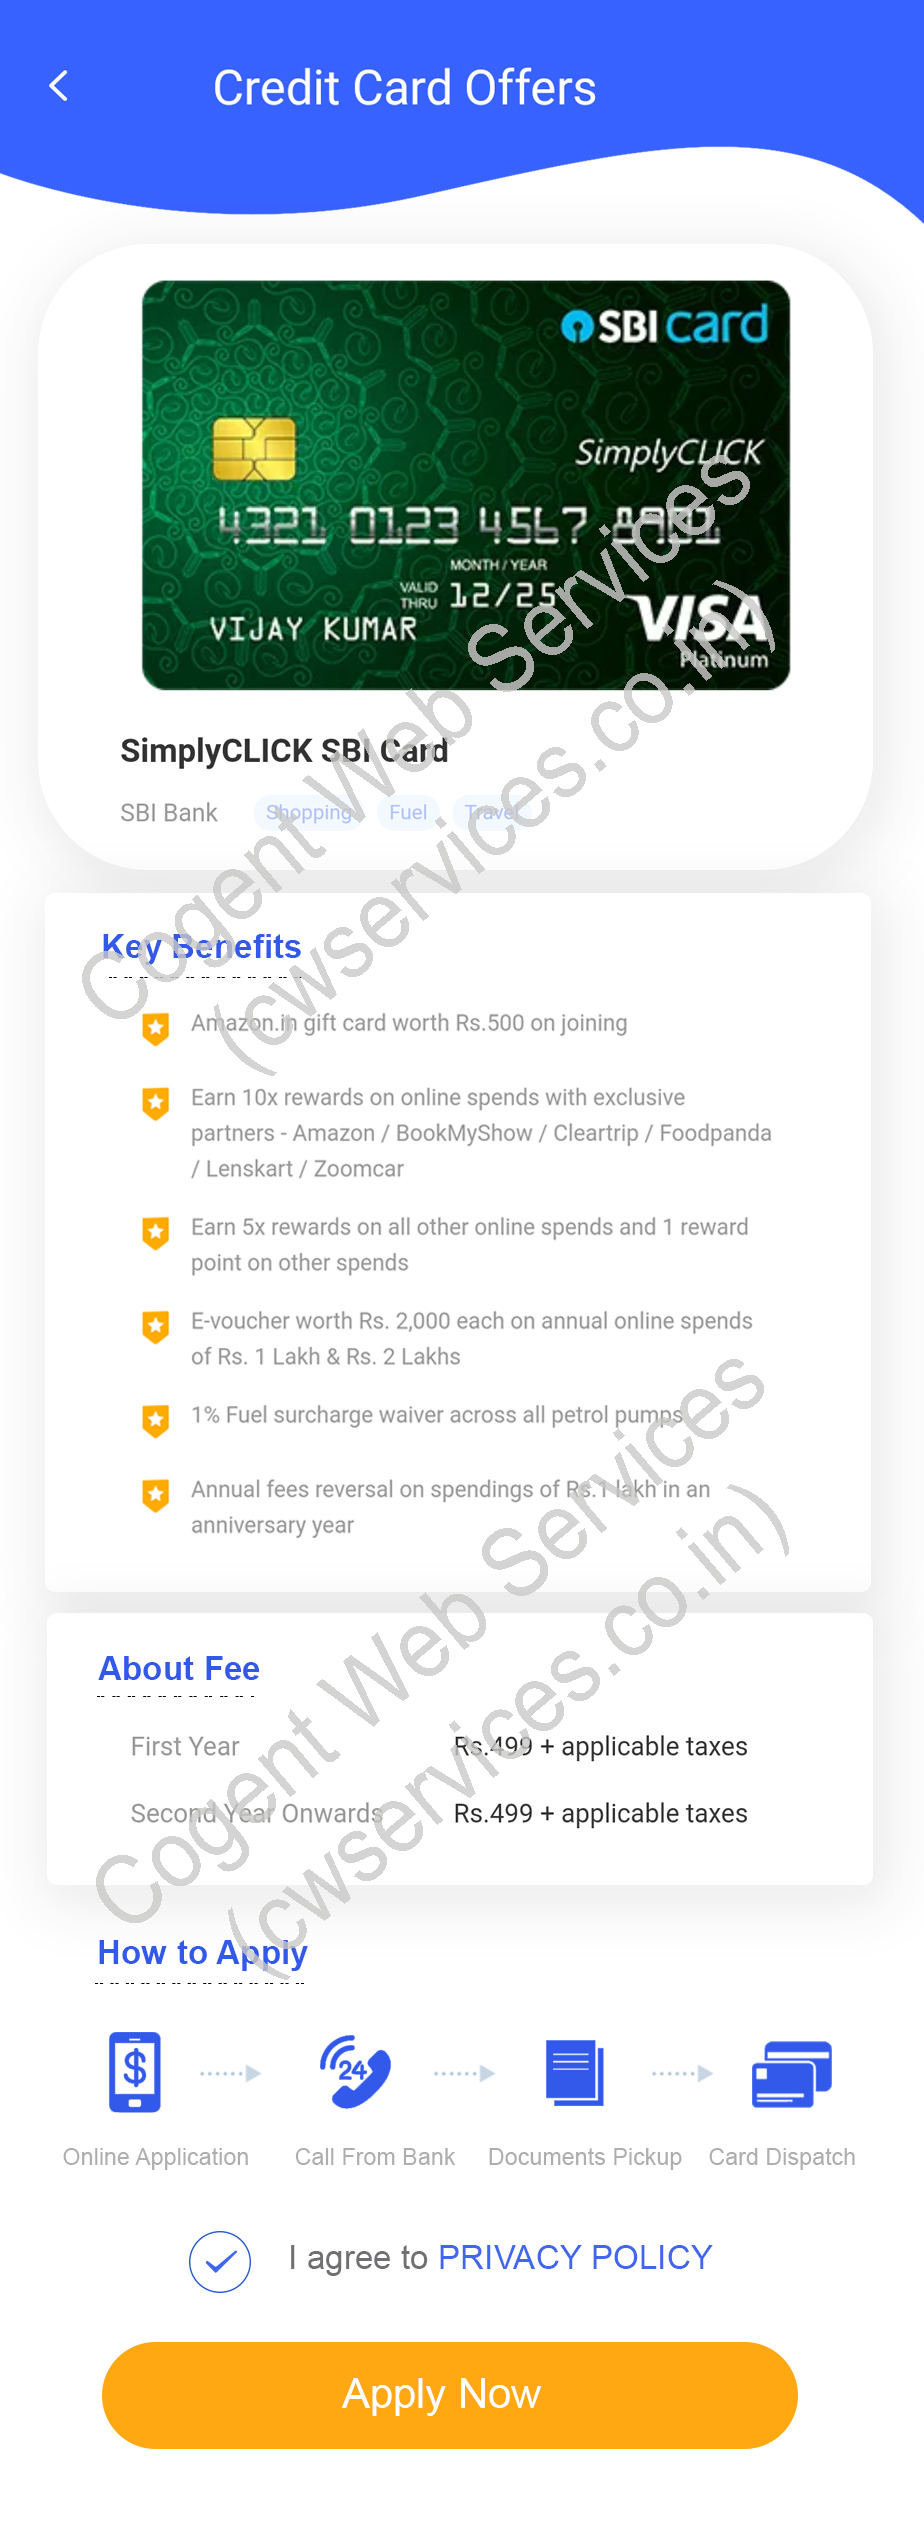 Credit Card Offers
SBI card
SimplyCLICK
4321 0123 4567 8901
MONTH / YEAR
VALID THRU 12/25
VIJAY KUMAR
VISA
Platinum
SimplyCLICK SBI Card
SBI Bank Shopping Fuel Travel
Key Benefits
Amazon.in gift card worth Rs.500 on joining
Earn 10x rewards on online spends with exclusive
partners - Amazon / BookMyShow / Cleartrip / Foodpanda
/ Lenskart / Zoomcar
Earn 5x rewards on all other online spends and 1 reward
point on other spends
E-voucher worth Rs. 2,000 each on annual online spends
of Rs. 1 Lakh & Rs. 2 Lakhs
1% Fuel surcharge waiver across all petrol pumps
Annual fees reversal on spendings of Rs.1 lakh in an
anniversary year
About Fee
First Year Rs.499 + applicable taxes
Second Year Onwards Rs.499 + applicable taxes
How to Apply
$
24
Online Application Call From Bank Documents Pickup Card Dispatch
I agree to PRIVACY POLICY
Apply Now
Cogent Web Services
(cwservices.co.in)
Cogent Web Services
(cwservices.co.in)